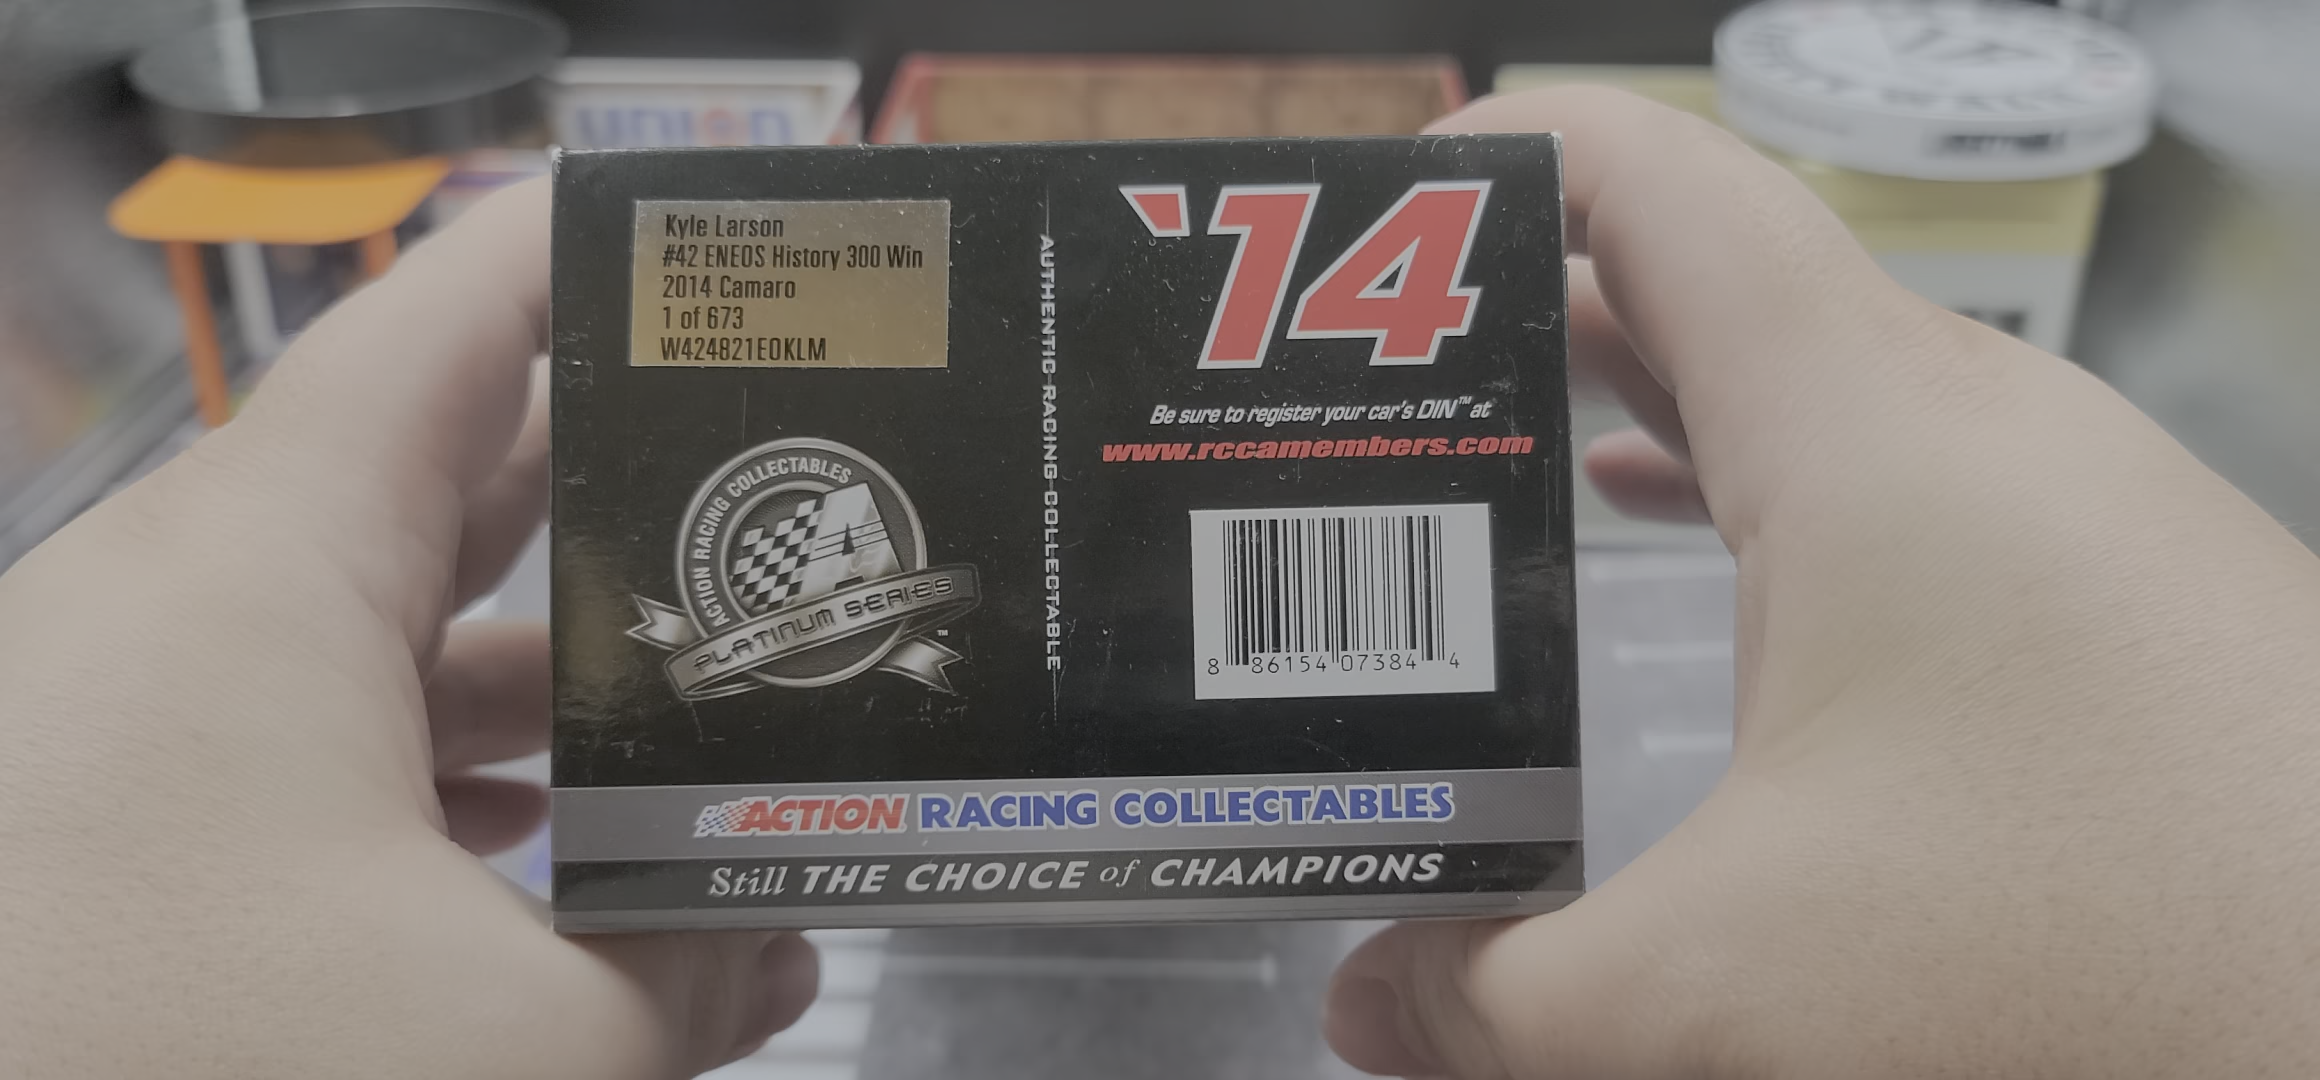 Kyle Larson
#42 ENEOS History 300 Win
2014 Camaro
1 of 673
W424821EOKLM
ACTION RACING COLLECTABLES
A
PLATINUM SERIES™
AUTHENTIC RACING COLLECTABLE
'14
Be sure to register your car's DIN™ at
www.rccamembers.com
8 86154 07384 4
ACTION RACING COLLECTABLES
Still THE CHOICE of CHAMPIONS